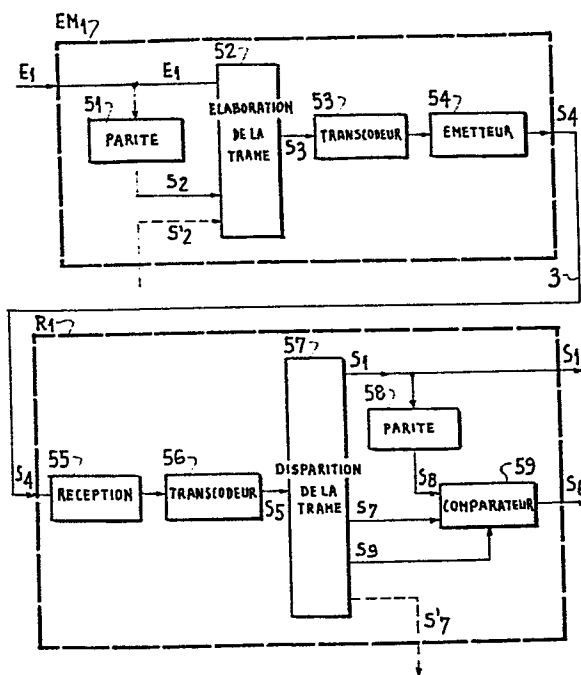 EM1
E1
E1
52
51
PARITE
ELABORATION
DE LA
TRAME
53
54
S4
S3
TRANSCODEUR
EMETTEUR
S2
S'2
3
R1
57
S1
S1
58
PARITE
S4
55
56
DISPARITION
DE LA
TRAME
S8
59
RECEPTION
TRANSCODEUR
S5
S7
COMPARATEUR
S6
S9
S'7